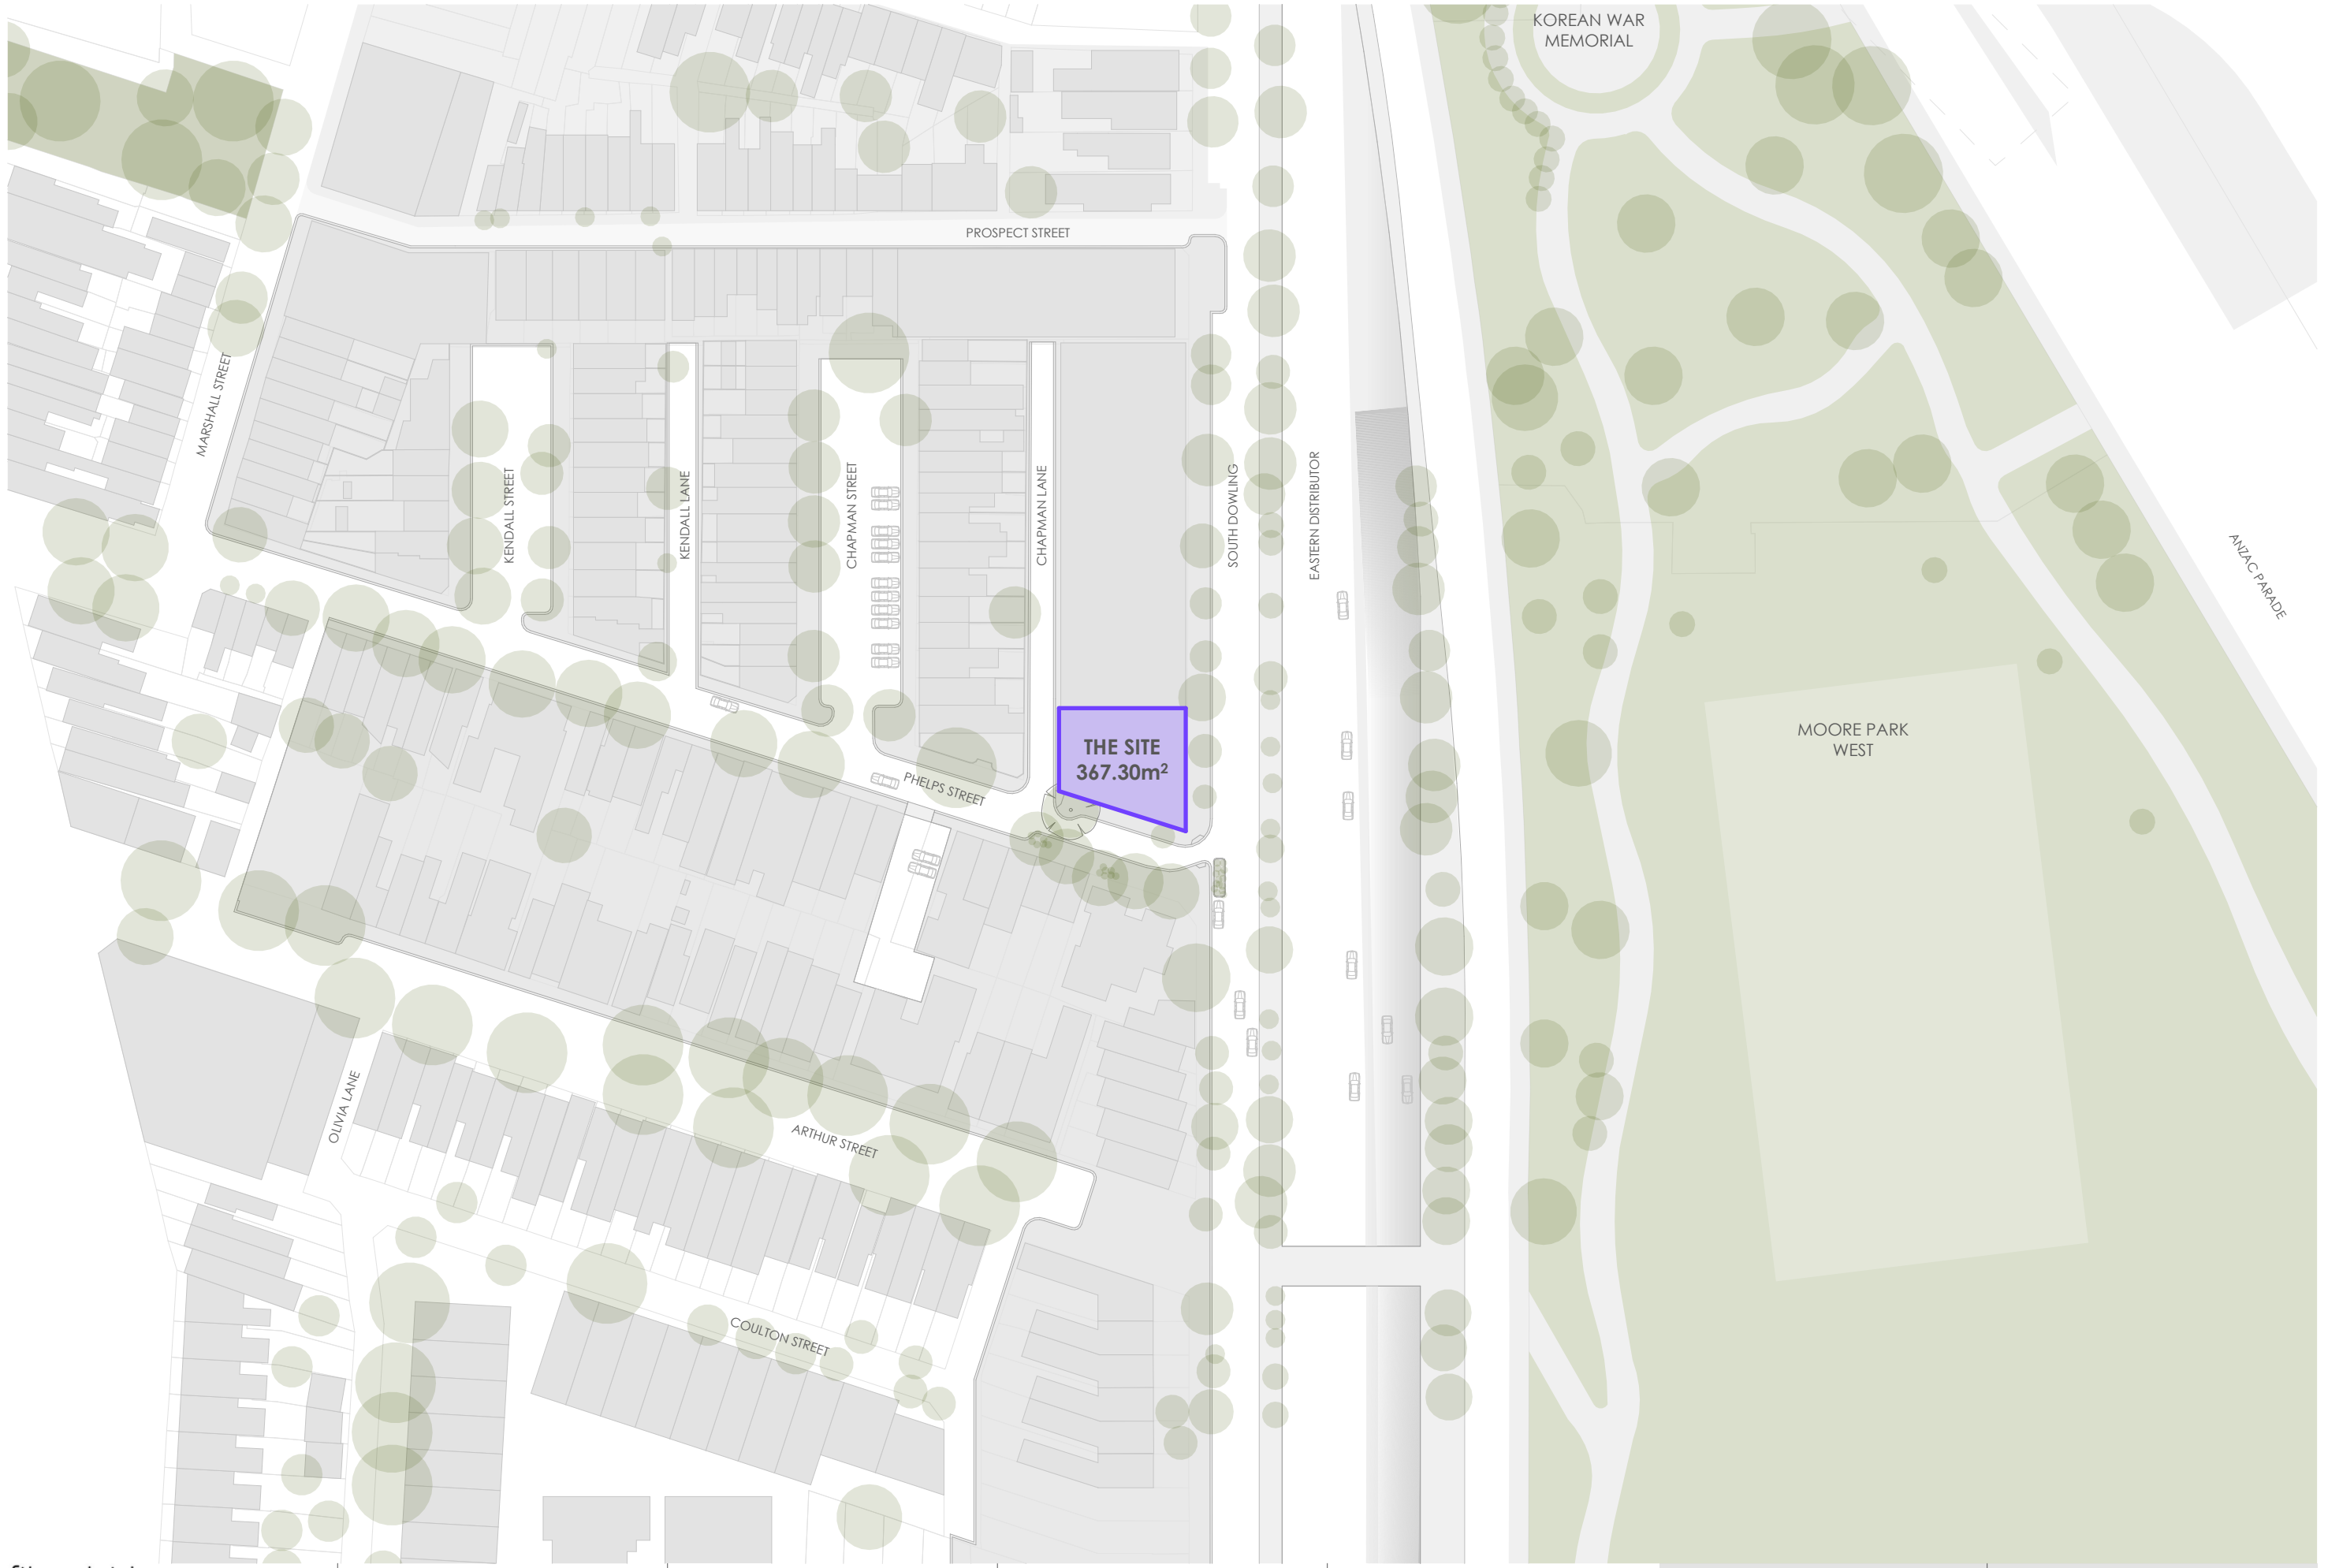 KOREAN WAR
MEMORIAL
PROSPECT STREET
MARSHALL STREET
KENDALL STREET
KENDALL LANE
CHAPMAN STREET
CHAPMAN LANE
SOUTH DOWLING
EASTERN DISTRIBUTOR
ANZAC PARADE
MOORE PARK
WEST
THE SITE
367.30m²
PHELPS STREET
OLIVIA LANE
ARTHUR STREET
COULTON STREET